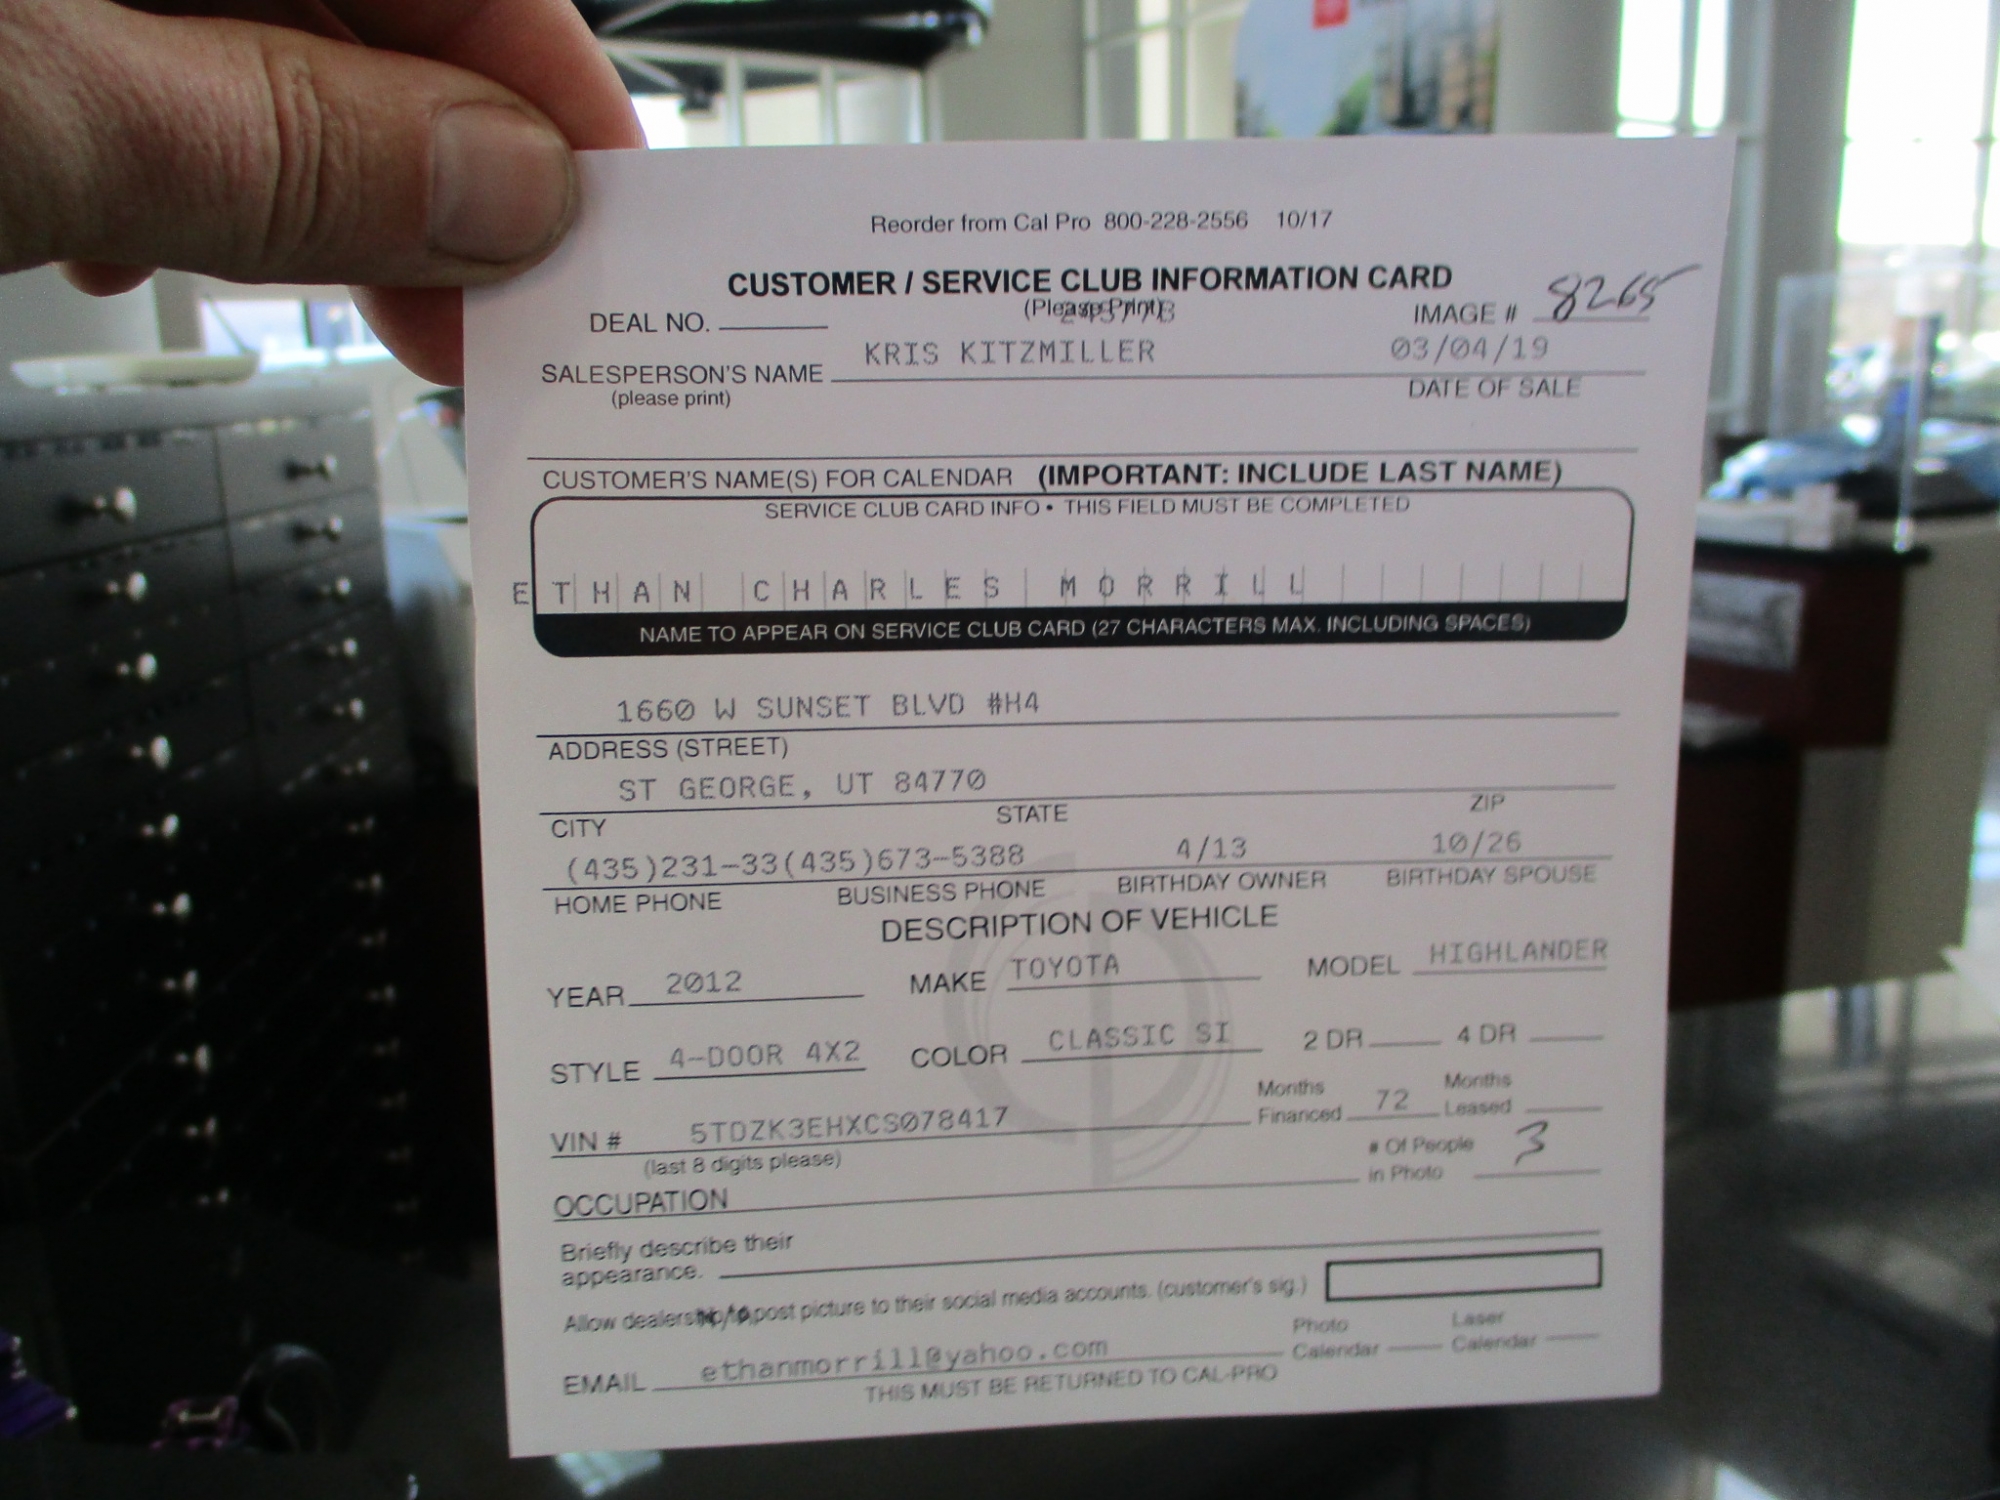 Reorder from Cal Pro 800-228-2556 10/17
CUSTOMER / SERVICE CLUB INFORMATION CARD
(Please Print)
DEAL NO. IMAGE # 8265
KRIS KITZMILLER 03/04/19
SALESPERSON'S NAME DATE OF SALE
(please print)
CUSTOMER'S NAME(S) FOR CALENDAR (IMPORTANT: INCLUDE LAST NAME)
SERVICE CLUB CARD INFO • THIS FIELD MUST BE COMPLETED
ETHAN CHARLES MORRILL
NAME TO APPEAR ON SERVICE CLUB CARD (27 CHARACTERS MAX. INCLUDING SPACES)
1660 W SUNSET BLVD #H4
ADDRESS (STREET)
ST GEORGE, UT 84770
CITY STATE ZIP
(435)231-33(435)673-5388 4/13 10/26
HOME PHONE BUSINESS PHONE BIRTHDAY OWNER BIRTHDAY SPOUSE
DESCRIPTION OF VEHICLE
YEAR 2012 MAKE TOYOTA MODEL HIGHLANDER
STYLE 4-DOOR 4X2 COLOR CLASSIC SI 2 DR 4 DR
VIN # 5TDZK3EHXCS078417 Months Financed 72 Months Leased
(last 8 digits please) # Of People in Photo 3
OCCUPATION
Briefly describe their
appearance.
Allow dealership to post picture to their social media accounts. (customer's sig.)
EMAIL ethanmorrill@yahoo.com Photo Calendar Laser Calendar
THIS MUST BE RETURNED TO CAL-PRO